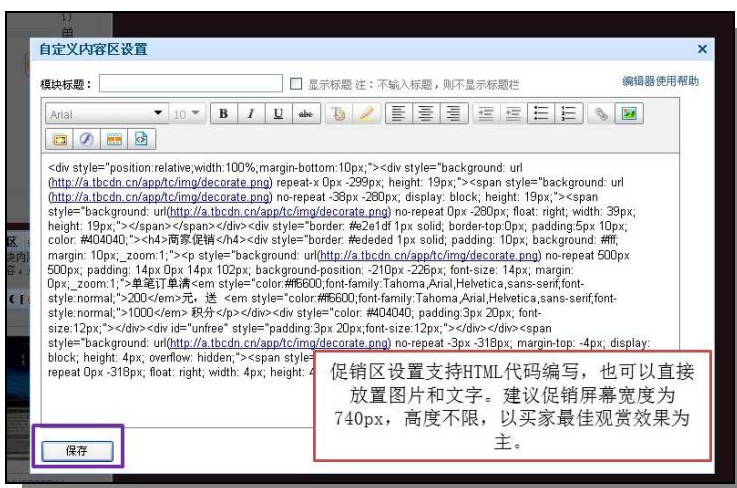 订
单
自定义内容区设置
模块标题：
显示标题 注：不输入标题，则不显示标题栏
编辑器使用帮助
Arial 10 B I U abc
<div style="position:relative;width:100%;margin-bottom:10px;"><div style="background: url
(http://a.tbcdn.cn/app/tc/img/decorate.png) repeat-x 0px -299px; height: 19px;"><span style="background: url
(http://a.tbcdn.cn/app/tc/img/decorate.png) no-repeat -38px -280px; display: block; height: 19px;"><span
style="background: url(http://a.tbcdn.cn/app/tc/img/decorate.png) no-repeat 0px -280px; float: right; width: 39px;
height: 19px;"></span></span></div><div style="border: #e2e1df 1px solid; border-top:0px; padding:5px 10px;
color: #404040;"><h4>商家促销</h4><div style="border: #ededed 1px solid; padding: 10px; background: #fff;
margin: 10px;_zoom:1;"><p style="background: url(http://a.tbcdn.cn/app/tc/img/decorate.png) no-repeat 500px
500px; padding: 14px 0px 14px 102px; background-position: -210px -226px; font-size: 14px; margin:
0px;_zoom:1;">单笔订单满<em style="color:#ff6600;font-family:Tahoma,Arial,Helvetica,sans-serif;font-
style:normal;">200</em>元，送 <em style="color:#ff6600;font-family:Tahoma,Arial,Helvetica,sans-serif;font-
style:normal;">1000</em> 积分</p></div><div style="color: #404040; padding:3px 20px; font-
size:12px;"></div><div id="unfree" style="padding:3px 20px;font-size:12px;"></div></div><span
style="background: url(http://a.tbcdn.cn/app/tc/img/decorate.png) no-repeat -3px -318px; margin-top: -4px; display:
block; height: 4px; overflow: hidden;"><span style=
repeat 0px -318px; float: right; width: 4px; height:
促销区设置支持HTML代码编写，也可以直接
放置图片和文字。建议促销屏幕宽度为
740px，高度不限，以买家最佳观赏效果为
主。
保存